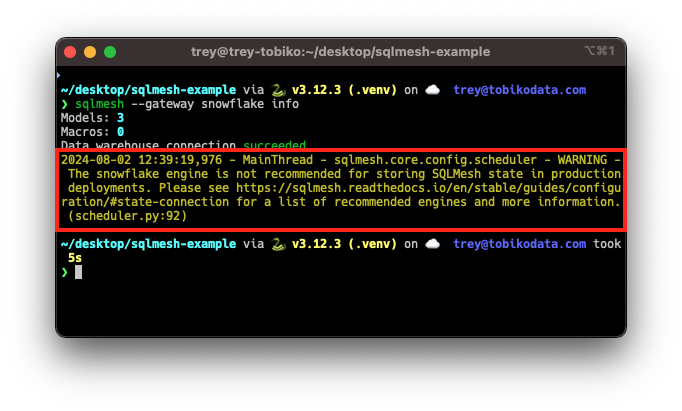 trey@trey-tobiko:~/desktop/sqlmesh-example ⌥⌘1
~/desktop/sqlmesh-example via 🐍 v3.12.3 (.venv) on ☁️ trey@tobikodata.com
❯ sqlmesh --gateway snowflake info
Models: 3
Macros: 0
Data warehouse connection succeeded
2024-08-02 12:39:19,976 - MainThread - sqlmesh.core.config.scheduler - WARNING -
The snowflake engine is not recommended for storing SQLMesh state in production
deployments. Please see https://sqlmesh.readthedocs.io/en/stable/guides/configu
ration/#state-connection for a list of recommended engines and more information.
(scheduler.py:92)
~/desktop/sqlmesh-example via 🐍 v3.12.3 (.venv) on ☁️ trey@tobikodata.com took
5s
❯